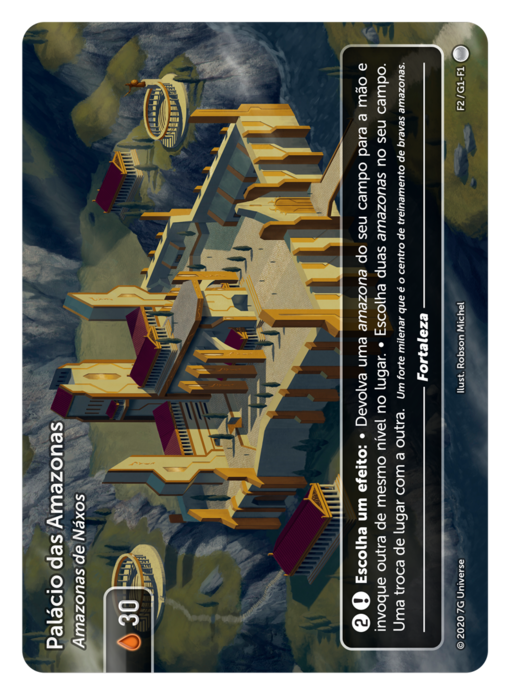 Palácio das Amazonas
Amazonas de Náxos
30
2 ! Escolha um efeito: • Devolva uma amazona do seu campo para a mão e
invoque outra de mesmo nível no lugar. • Escolha duas amazonas no seu campo.
Uma troca de lugar com a outra. Um forte milenar que é o centro de treinamento de bravas amazonas.
Fortaleza
© 2020 7G Universe
Ilust. Robson Michel
F2 / G1-F1